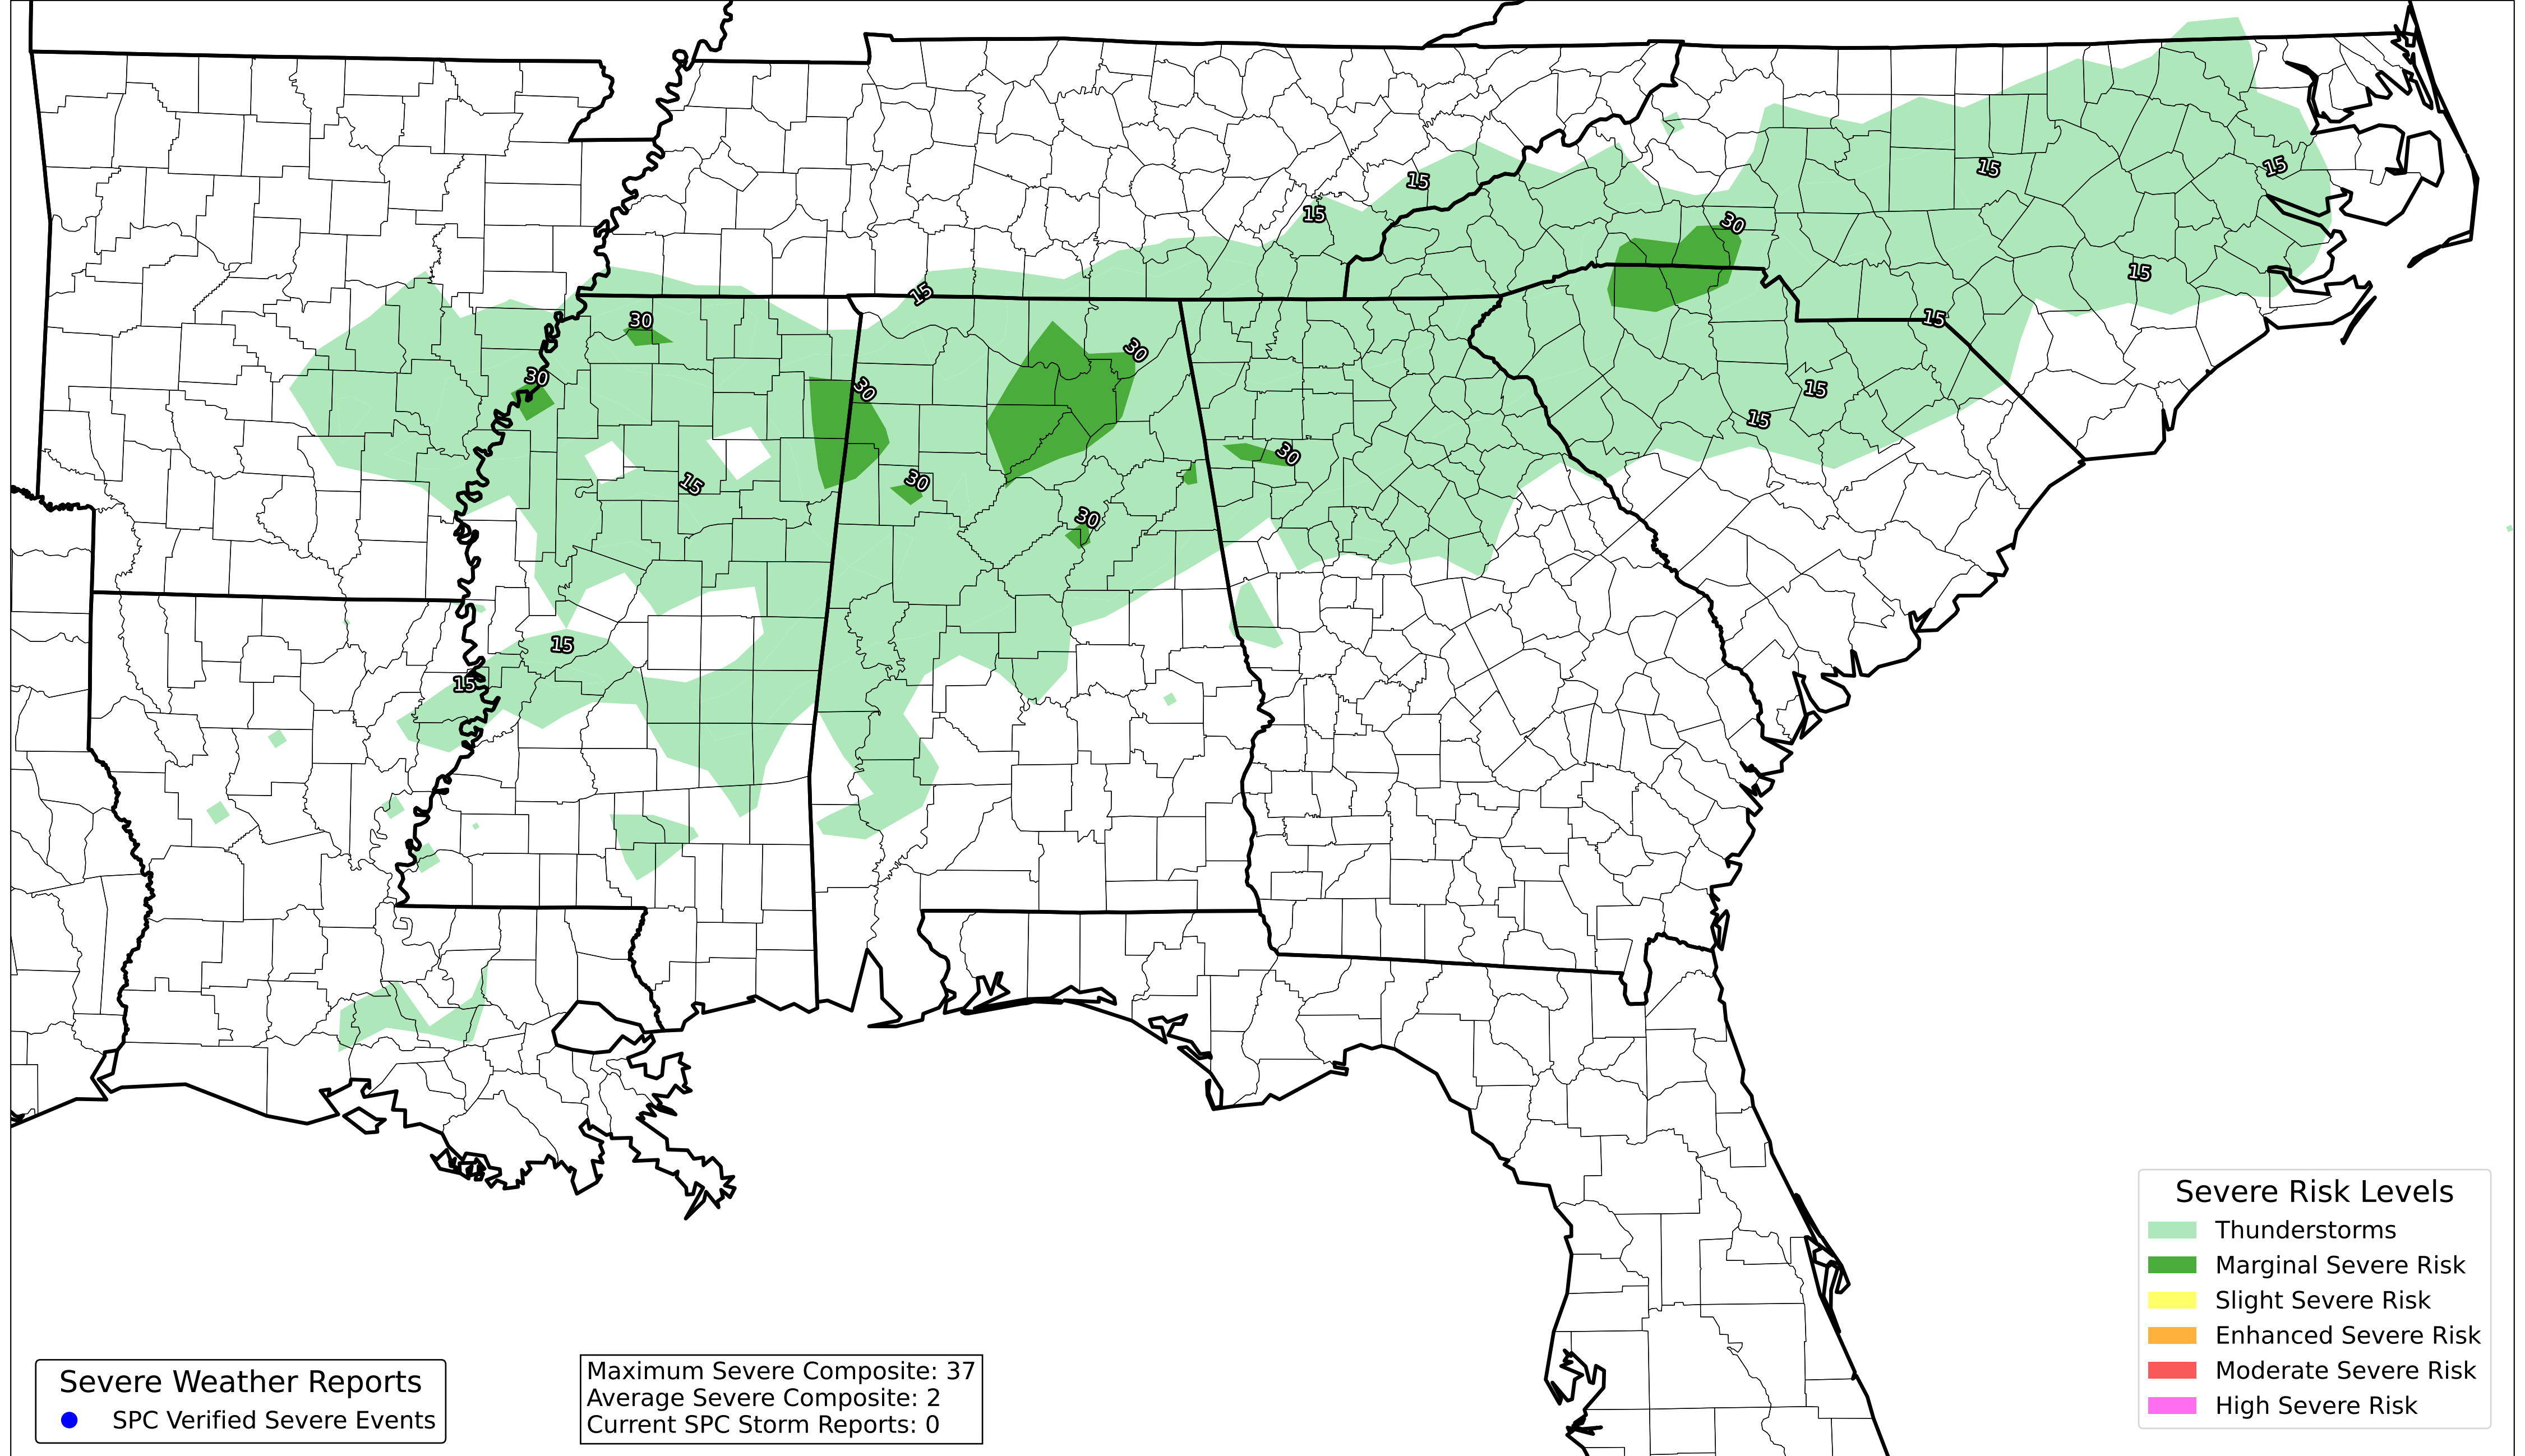 15
15
15
15
30
15
15
15
30
30
30
30
15
15
30
30
15
30
15
15
Severe Risk Levels
Thunderstorms
Marginal Severe Risk
Slight Severe Risk
Enhanced Severe Risk
Moderate Severe Risk
High Severe Risk
Severe Weather Reports
SPC Verified Severe Events
Maximum Severe Composite: 37
Average Severe Composite: 2
Current SPC Storm Reports: 0